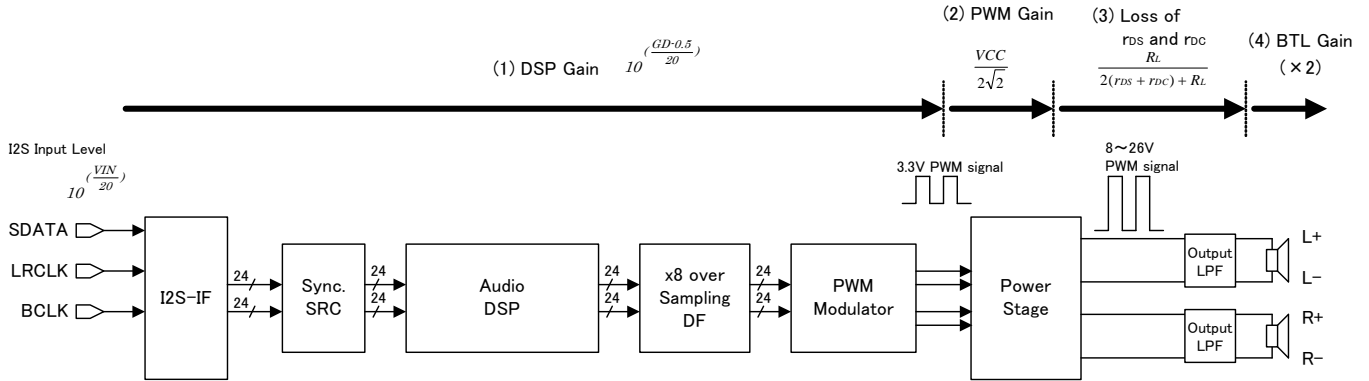 (2) PWM Gain
VCC
2√2
(3) Loss of
rDS and rDC
RL
2(rDS + rDC) + RL
(4) BTL Gain
(×2)
(1) DSP Gain 10^(GD-0.5/20)
I2S Input Level
10^(VIN/20)
3.3V PWM signal
8～26V
PWM signal
SDATA
LRCLK
BCLK
I2S-IF
24
24
Sync.
SRC
24
24
Audio
DSP
24
24
x8 over
Sampling
DF
24
24
PWM
Modulator
Power
Stage
Output
LPF
L+
L-
Output
LPF
R+
R-